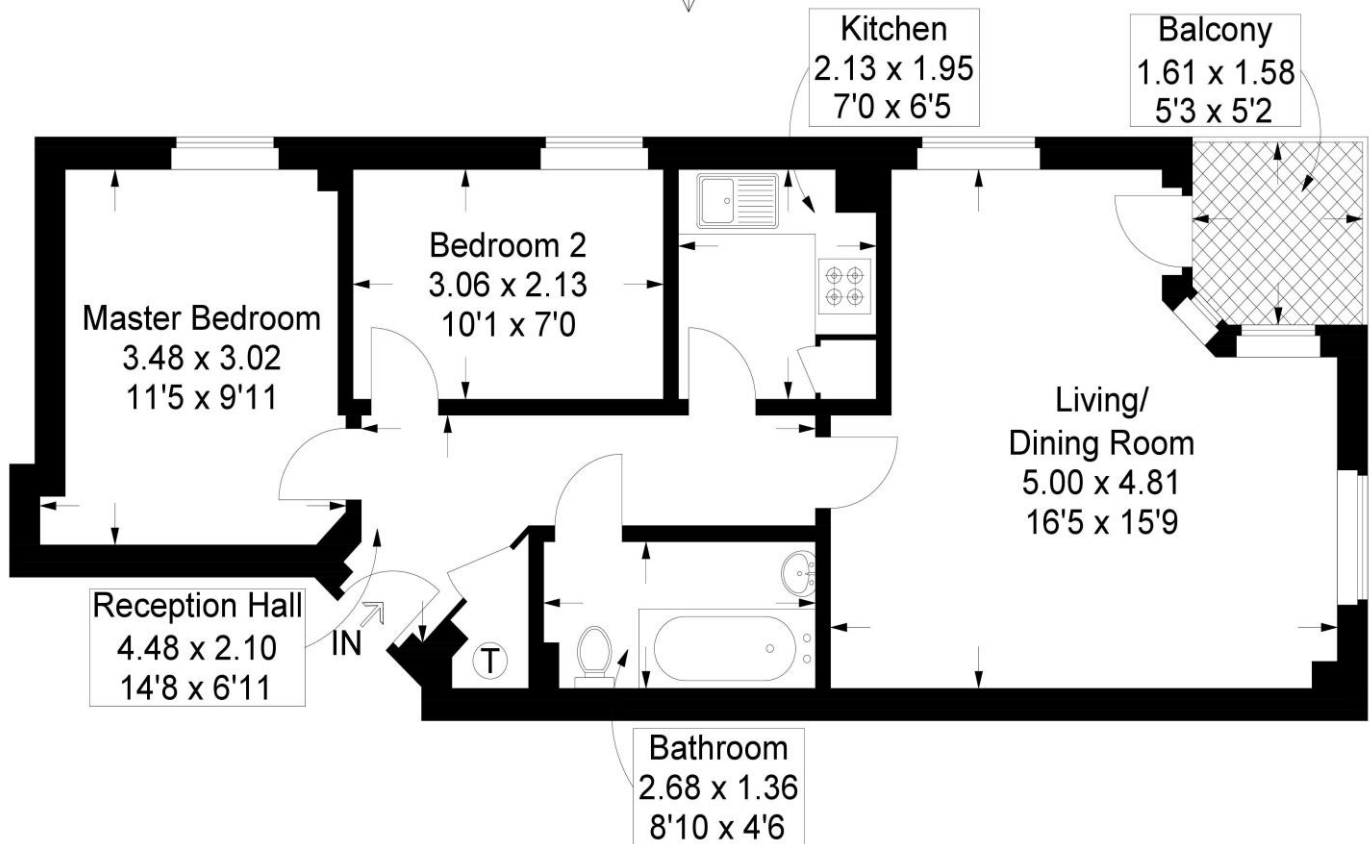 Kitchen
2.13 x 1.95
7'0 x 6'5
Balcony
1.61 x 1.58
5'3 x 5'2
Master Bedroom
3.48 x 3.02
11'5 x 9'11
Bedroom 2
3.06 x 2.13
10'1 x 7'0
Living/
Dining Room
5.00 x 4.81
16'5 x 15'9
Reception Hall
4.48 x 2.10
14'8 x 6'11
IN
T
Bathroom
2.68 x 1.36
8'10 x 4'6